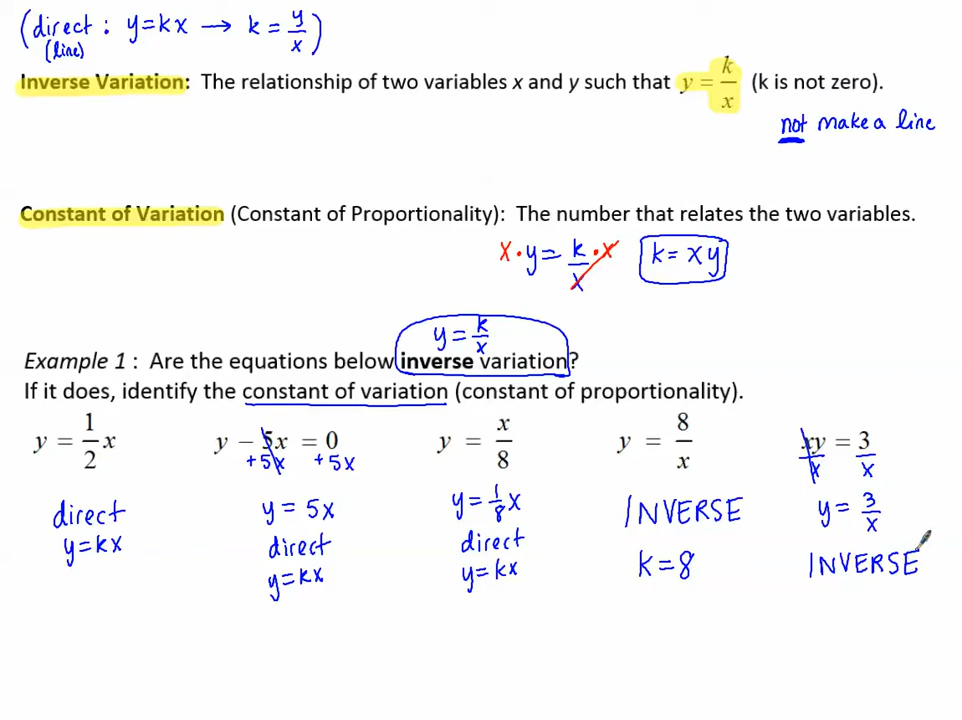 (direct : y=kx → k = y/x)
(line)
Inverse Variation: The relationship of two variables x and y such that y = k/x (k is not zero).
not make a line
Constant of Variation (Constant of Proportionality): The number that relates the two variables.
x · y = k/x · x k = xy
y = k/x
Example 1 : Are the equations below inverse variation?
If it does, identify the constant of variation (constant of proportionality).
y = 1/2 x y − 5x = 0 y = x/8 y = 8/x xy = 3
+5x +5x x x
direct y = 5x y = 1/8 x INVERSE y = 3/x
y=kx direct direct k = 8 INVERSE
y=kx y=kx